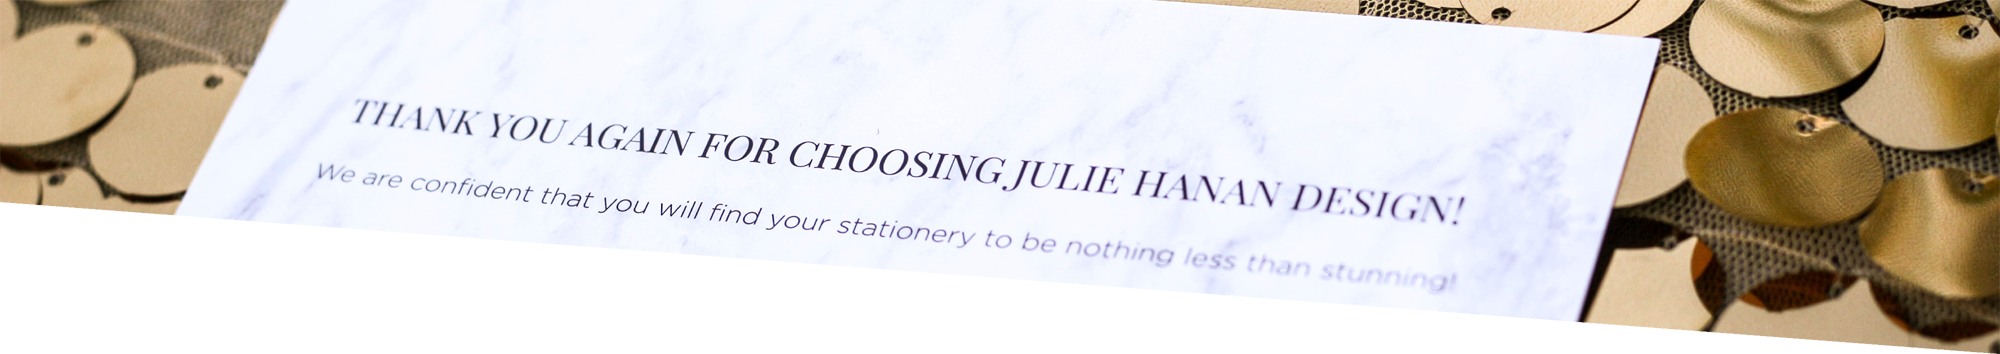 THANK YOU AGAIN FOR CHOOSING JULIE HANAN DESIGN!
We are confident that you will find your stationery to be nothing less than stunning!